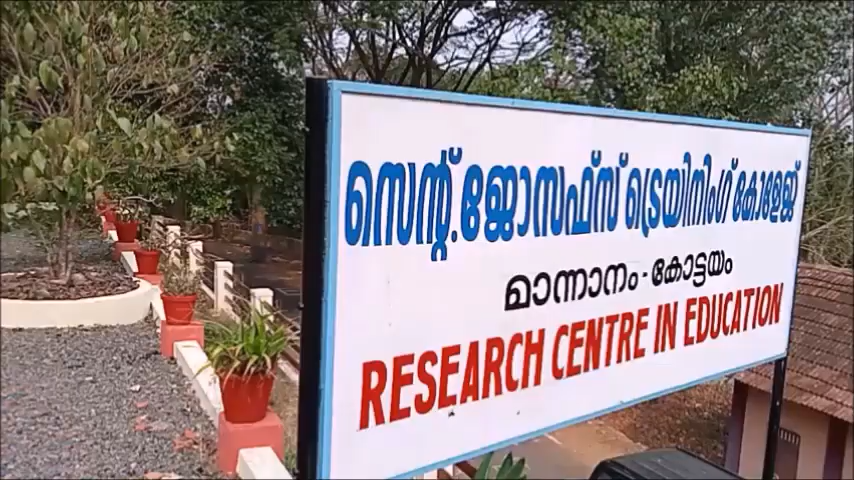 സെന്റ്.ജോസഫ്സ് ട്രെയിനിംഗ് കോളേജ്
മാന്നാനം - കോട്ടയം
RESEARCH CENTRE IN EDUCATION